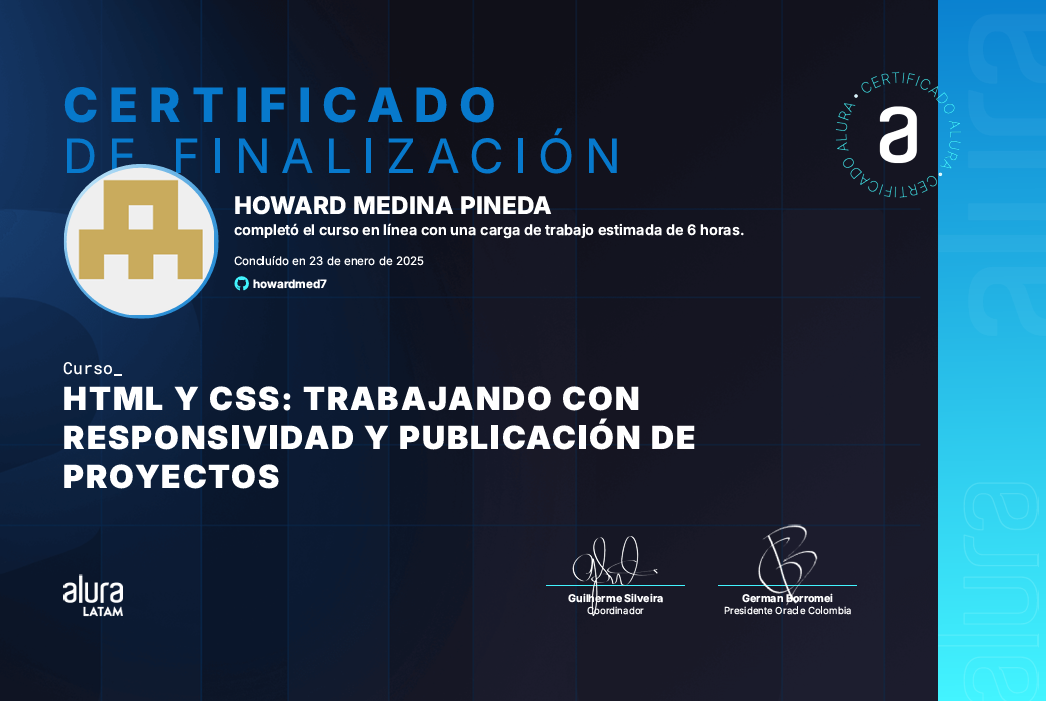 CERTIFICADO
DE FINALIZACIÓN
CERTIFICADO ALURA • CERTIFICADO ALURA •
a
HOWARD MEDINA PINEDA
completó el curso en línea con una carga de trabajo estimada de 6 horas.
Concluído en 23 de enero de 2025
howardmed7
Curso_
HTML Y CSS: TRABAJANDO CON
RESPONSIVIDAD Y PUBLICACIÓN DE
PROYECTOS
alura
LATAM
Guilherme Silveira
Coordinador
German Borromei
Presidente Oracle Colombia
alura
alura